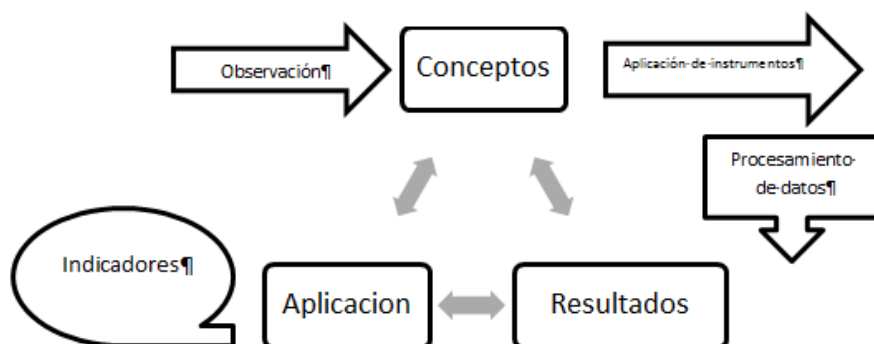 Observación¶
Conceptos
Aplicación·de·instrumentos¶
Procesamiento·
de·datos¶
Indicadores¶
Aplicacion
Resultados